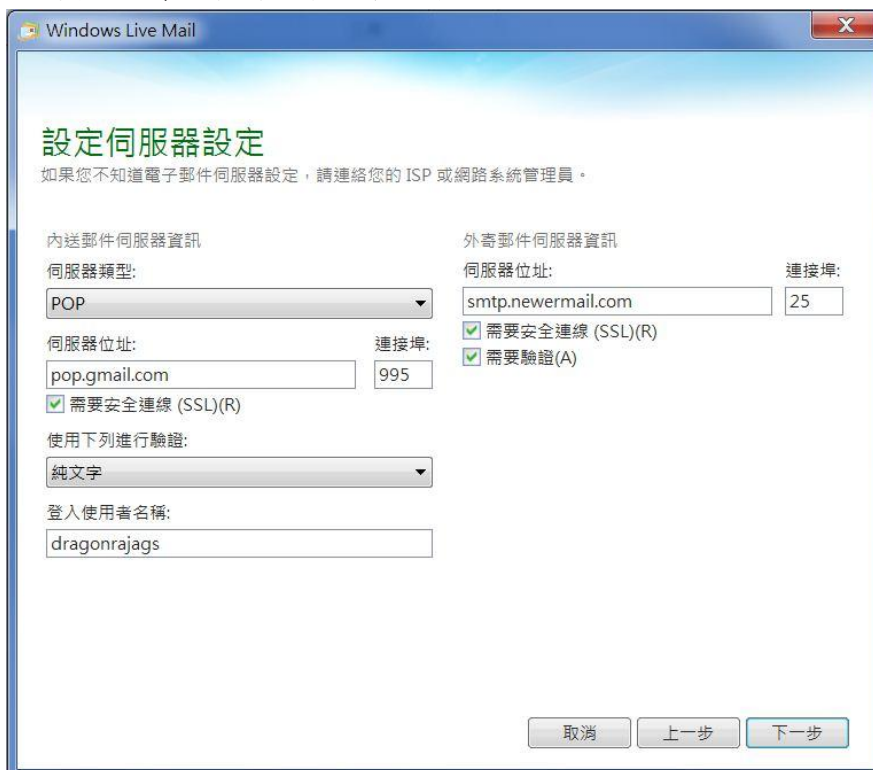 Windows Live Mail
設定伺服器設定
如果您不知道電子郵件伺服器設定，請連絡您的 ISP 或網路系統管理員。
內送郵件伺服器資訊
伺服器類型:
POP
伺服器位址: 連接埠:
pop.gmail.com 995
需要安全連線 (SSL)(R)
使用下列進行驗證:
純文字
登入使用者名稱:
dragonrajags
外寄郵件伺服器資訊
伺服器位址: 連接埠:
smtp.newermail.com 25
需要安全連線 (SSL)(R)
需要驗證(A)
取消 上一步 下一步